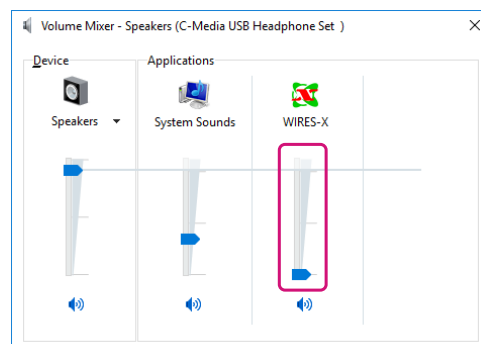 Volume Mixer - Speakers (C-Media USB Headphone Set )
Device
Applications
Speakers
System Sounds
WIRES-X